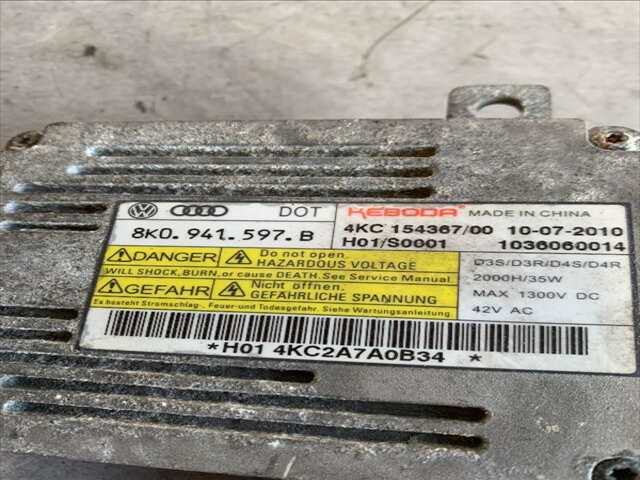 DOT KEBODA MADE IN CHINA
8K0.941.597.B
4KC 154367/00 10-07-2010
H01/S0001 1036060014
DANGER Do not open.
HAZARDOUS VOLTAGE
WILL SHOCK,BURN,or cause DEATH.See Service Manual
GEFAHR Nicht öffnen.
GEFÄHRLICHE SPANNUNG
Es besteht Stromschlag-, Feuer-und Todesgefahr. Siehe Wartungsanleitung
D3S/D3R/D4S/D4R
2000H/35W
MAX 1300V DC
42V AC
*H01 4KC2A7A0B34 *